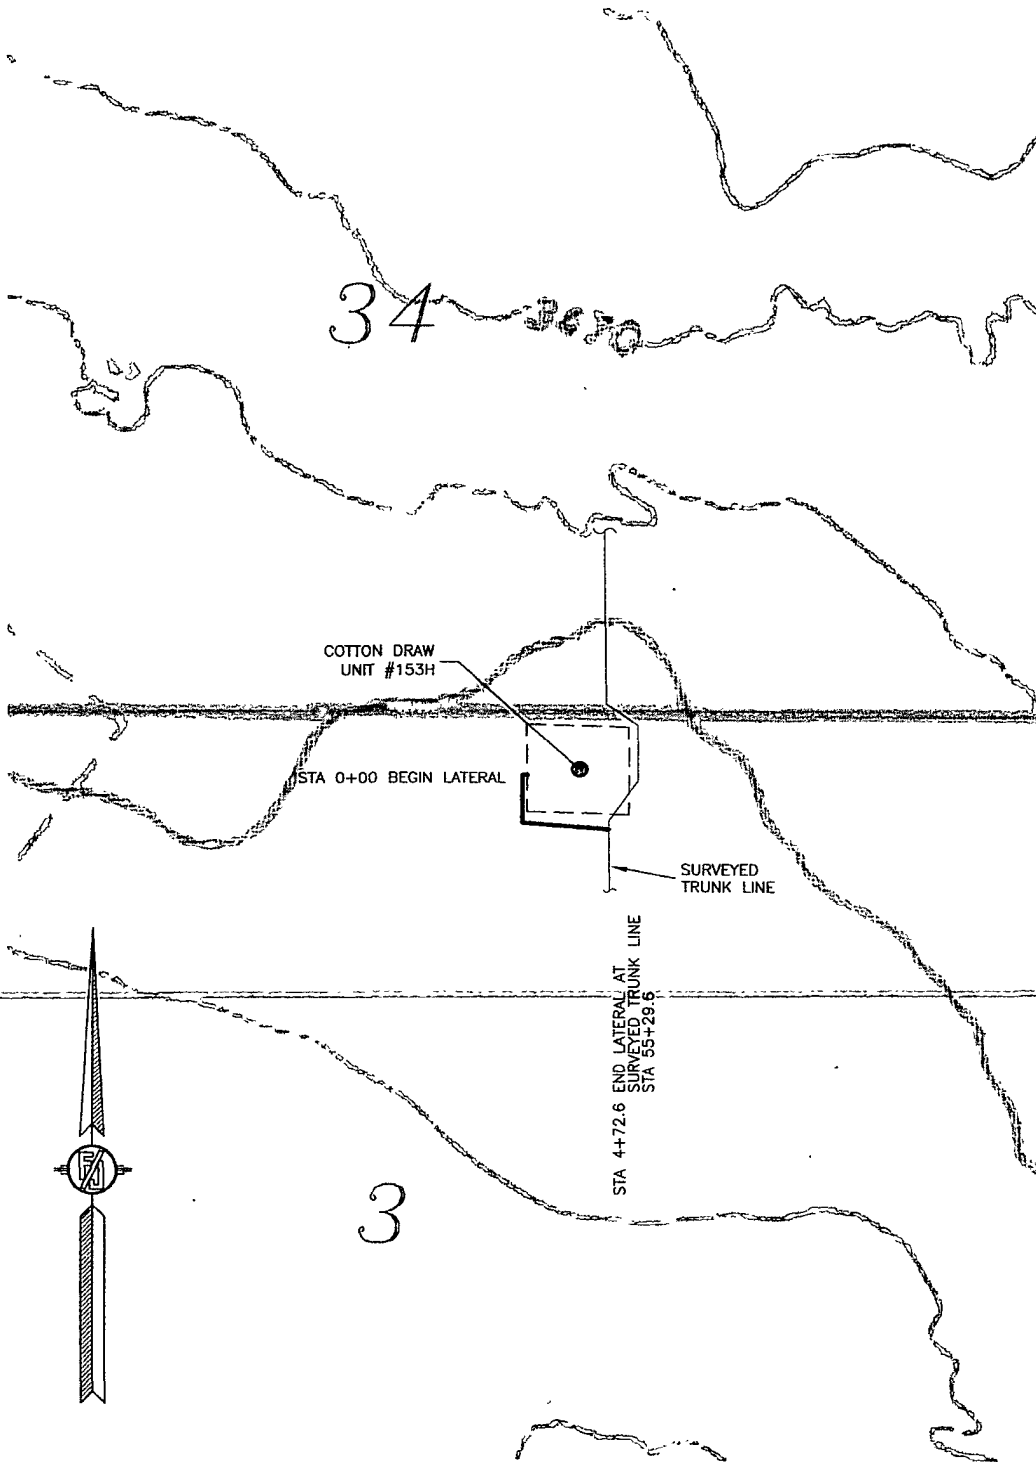 34
3650
COTTON DRAW
UNIT #153H
STA 0+00 BEGIN LATERAL
SURVEYED
TRUNK LINE
STA 4+72.6 END LATERAL AT
SURVEYED TRUNK LINE
STA 55+29.6
3